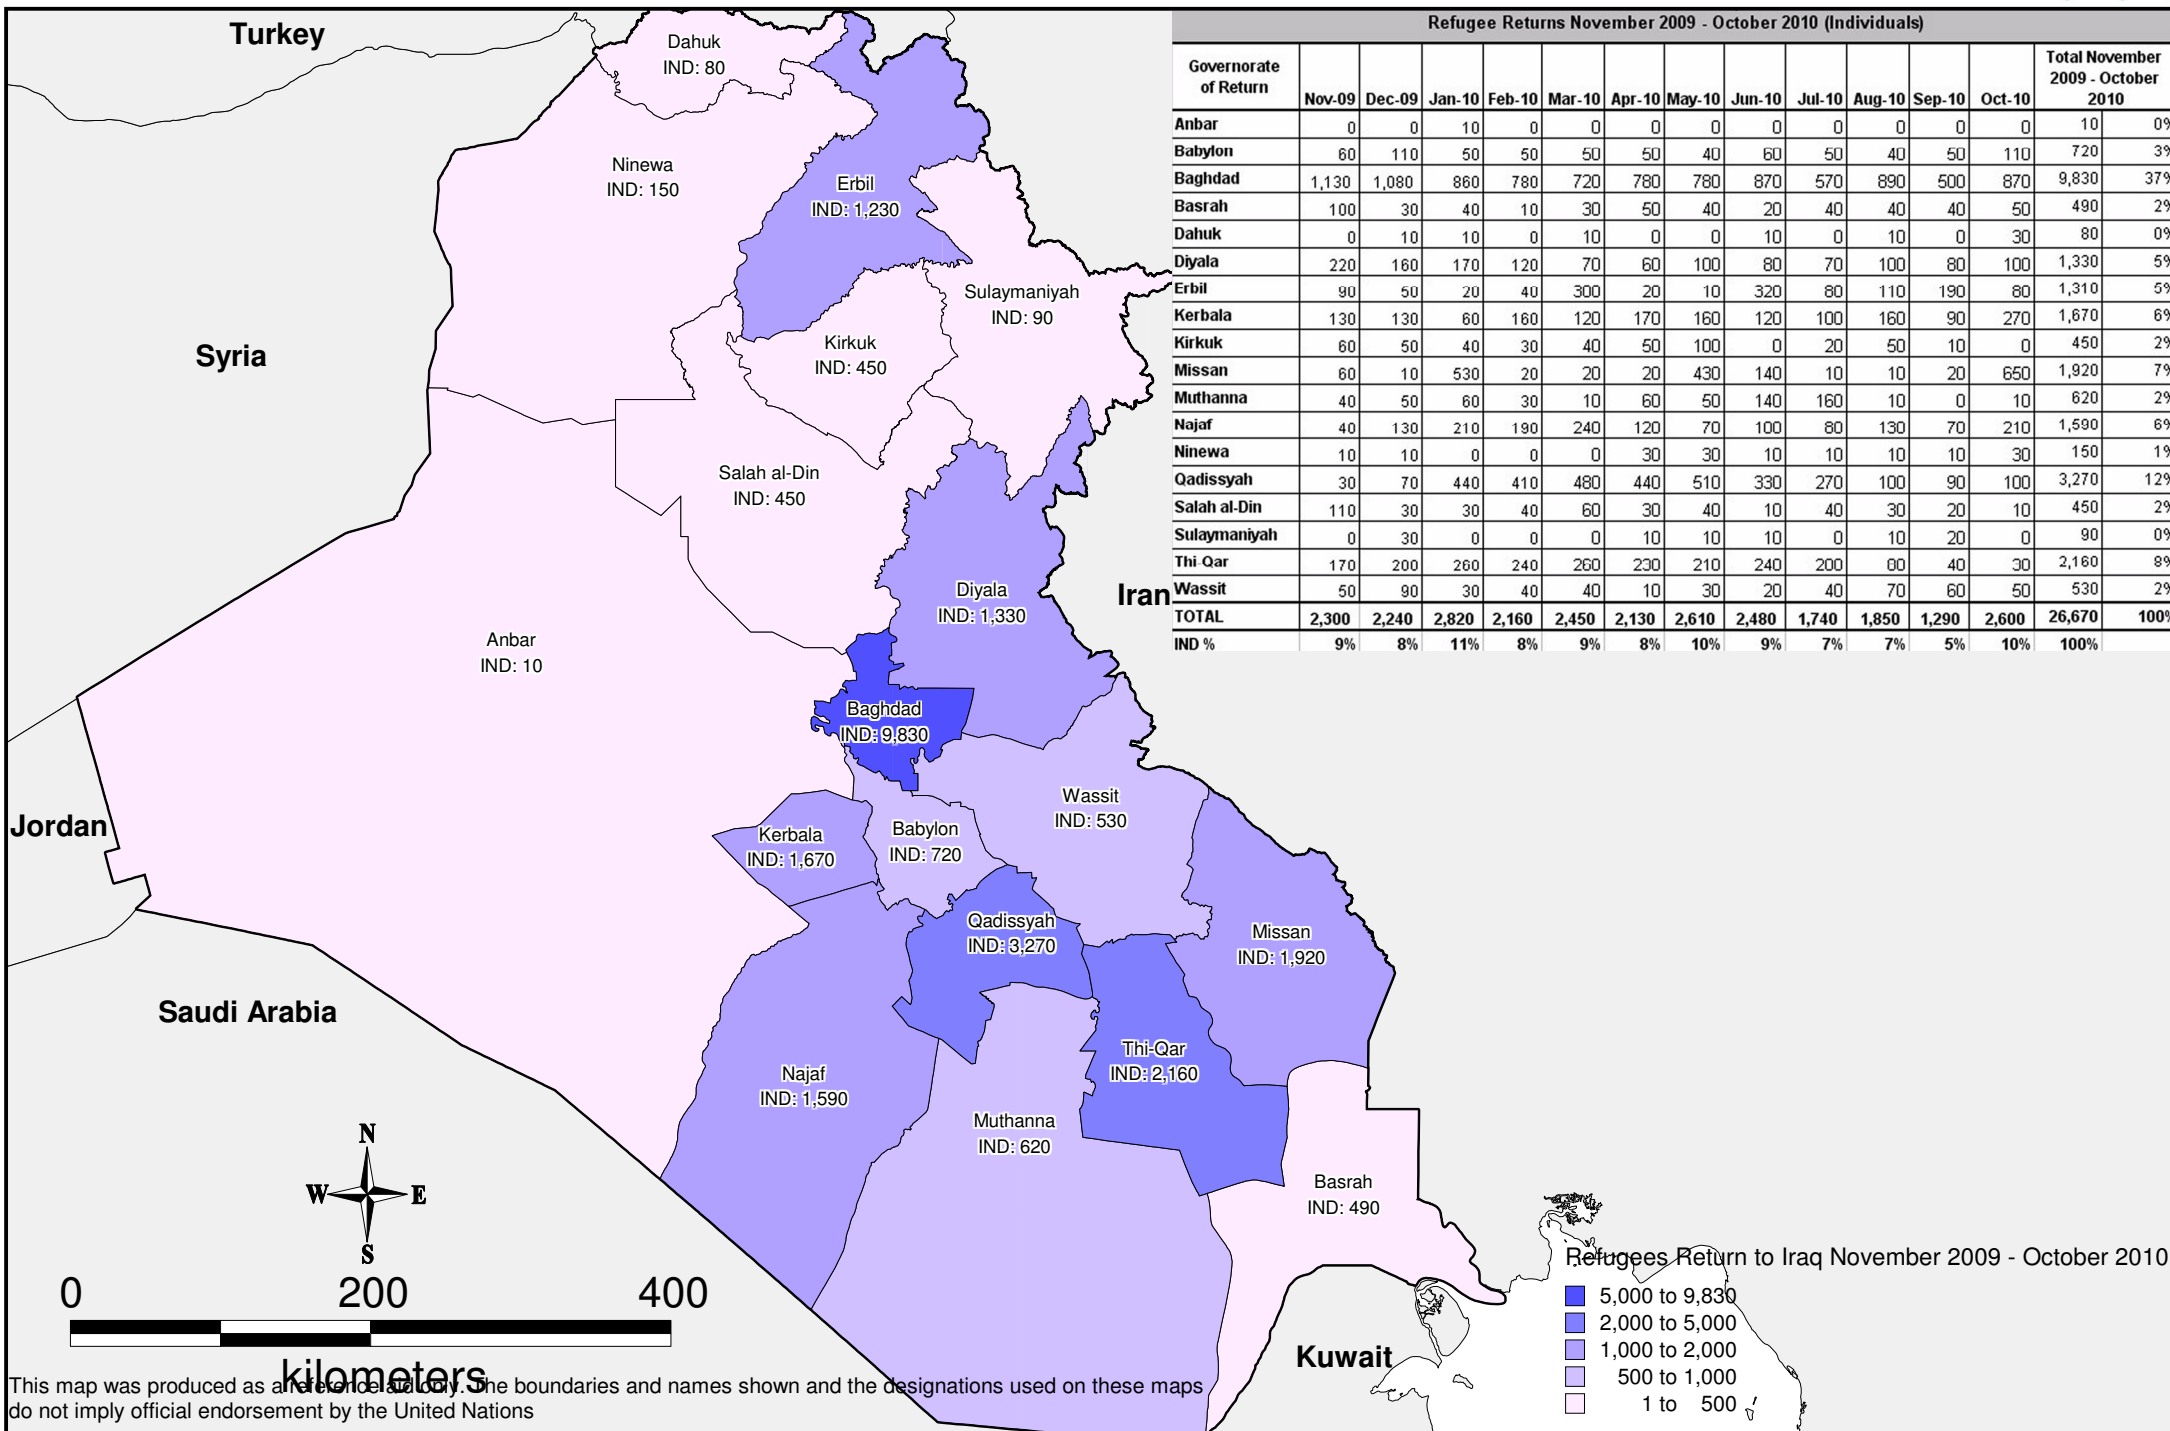 Refugee Returns November 2009 - October 2010 (Individuals)
Governorate of Return Nov-09 Dec-09 Jan-10 Feb-10 Mar-10 Apr-10 May-10 Jun-10 Jul-10 Aug-10 Sep-10 Oct-10 Total November 2009 - October 2010
Anbar 0 0 10 0 0 0 0 0 0 0 0 0 10 0%
Babylon 60 110 50 50 50 50 40 60 50 40 50 110 720 3%
Baghdad 1,130 1,080 860 780 720 780 780 870 570 890 500 870 9,830 37%
Basrah 100 30 40 10 30 50 40 20 40 40 40 50 490 2%
Dahuk 0 10 10 0 10 0 0 10 0 10 0 30 80 0%
Diyala 220 160 170 120 70 60 100 80 70 100 80 100 1,330 5%
Erbil 90 50 20 40 300 20 10 320 80 110 190 80 1,310 5%
Kerbala 130 130 60 160 120 170 160 120 100 160 90 270 1,670 6%
Kirkuk 60 50 40 30 40 50 100 0 20 50 10 0 450 2%
Missan 60 10 530 20 20 20 430 140 10 10 20 650 1,920 7%
Muthanna 40 50 60 30 10 60 50 140 160 10 0 10 620 2%
Najaf 40 130 210 190 240 120 70 100 80 130 70 210 1,590 6%
Ninewa 10 10 0 0 0 30 30 10 10 10 10 30 150 1%
Qadissyah 30 70 440 410 480 440 510 330 270 100 90 100 3,270 12%
Salah al-Din 110 30 30 40 60 30 40 10 40 30 20 10 450 2%
Sulaymaniyah 0 30 0 0 0 10 10 10 0 10 20 0 90 0%
Thi-Qar 170 200 260 240 260 230 210 240 200 80 40 30 2,160 8%
Wassit 50 90 30 40 40 10 30 20 40 70 60 50 530 2%
TOTAL 2,300 2,240 2,820 2,160 2,450 2,130 2,610 2,480 1,740 1,850 1,290 2,600 26,670 100%
IND % 9% 8% 11% 8% 9% 8% 10% 9% 7% 7% 5% 10% 100%
Turkey
Dahuk
IND: 80
Ninewa
IND: 150
Erbil
IND: 1,230
Sulaymaniyah
IND: 90
Syria
Kirkuk
IND: 450
Salah al-Din
IND: 450
Diyala
IND: 1,330
Iran
Anbar
IND: 10
Baghdad
IND: 9,830
Wassit
IND: 530
Jordan
Kerbala
IND: 1,670
Babylon
IND: 720
Qadissyah
IND: 3,270
Missan
IND: 1,920
Saudi Arabia
Thi-Qar
IND: 2,160
Najaf
IND: 1,590
Muthanna
IND: 620
Basrah
IND: 490
N
W E
S
0 200 400
kilometers
Kuwait
Refugees Return to Iraq November 2009 - October 2010
5,000 to 9,830
2,000 to 5,000
1,000 to 2,000
500 to 1,000
1 to 500
This map was produced as a reference aid only. The boundaries and names shown and the designations used on these maps
do not imply official endorsement by the United Nations